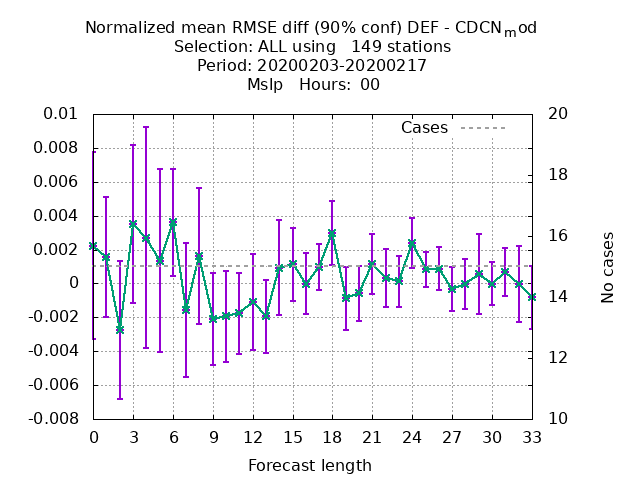 Normalized mean RMSE diff (90% conf) DEF - CDCNmod
Selection: ALL using   149 stations
Period: 20200203-20200217
Mslp   Hours: 00
0.01
0.008
0.006
0.004
0.002
0
-0.002
-0.004
-0.006
-0.008
Cases
20
18
16
14
12
10
No cases
0 3 6 9 12 15 18 21 24 27 30 33
Forecast length